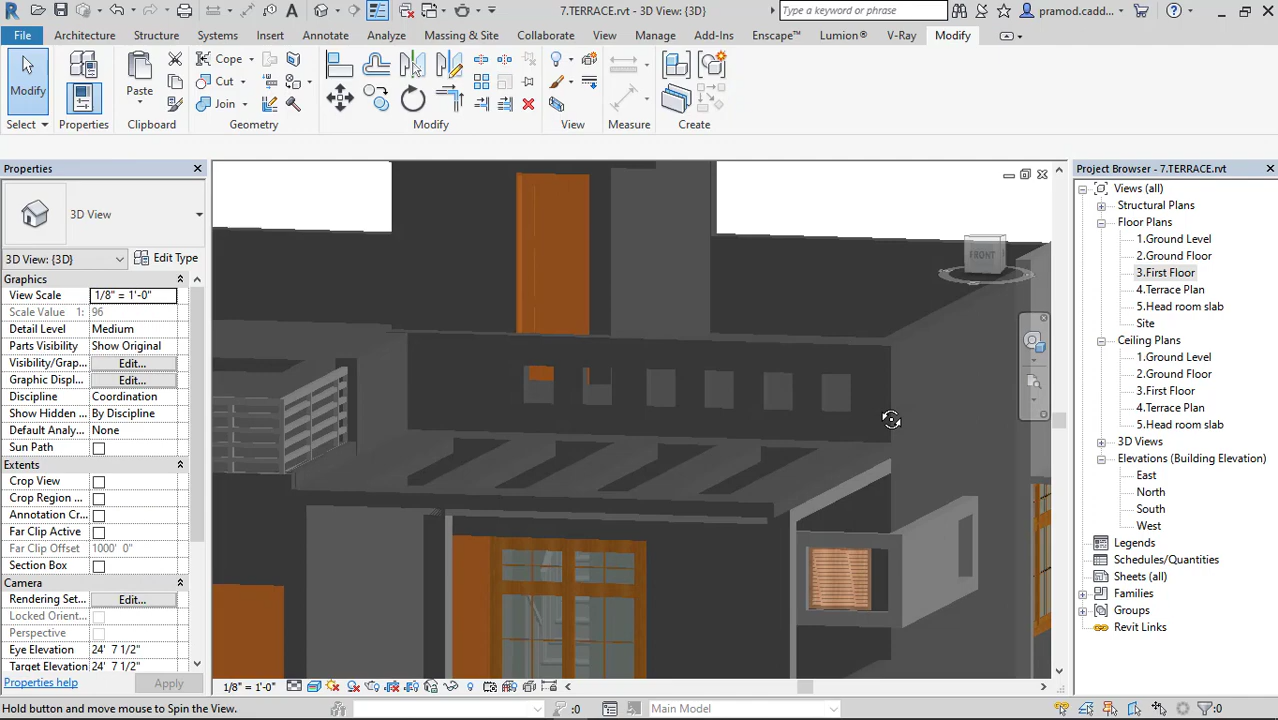 7.TERRACE.rvt - 3D View: {3D}
Type a keyword or phrase
pramod.cadd...
File
Architecture
Structure
Systems
Insert
Annotate
Analyze
Massing & Site
Collaborate
View
Manage
Add-Ins
Enscape™
Lumion®
V-Ray
Modify
Modify
Properties
Paste
Cope
Cut
Join
Select
Properties
Clipboard
Geometry
Modify
View
Measure
Create
Properties
3D View
3D View: {3D}
Edit Type
Graphics
View Scale 1/8" = 1'-0"
Scale Value 1: 96
Detail Level Medium
Parts Visibility Show Original
Visibility/Grap... Edit...
Graphic Displ... Edit...
Discipline Coordination
Show Hidden ... By Discipline
Default Analy... None
Sun Path
Extents
Crop View
Crop Region ...
Annotation Cr...
Far Clip Active
Far Clip Offset 1000' 0"
Section Box
Camera
Rendering Set... Edit...
Locked Orient...
Perspective
Eye Elevation 24' 7 1/2"
Target Elevation 24' 7 1/2"
Properties help
Apply
FRONT
Project Browser - 7.TERRACE.rvt
Views (all)
Structural Plans
Floor Plans
1.Ground Level
2.Ground Floor
3.First Floor
4.Terrace Plan
5.Head room slab
Site
Ceiling Plans
1.Ground Level
2.Ground Floor
3.First Floor
4.Terrace Plan
5.Head room slab
3D Views
Elevations (Building Elevation)
East
North
South
West
Legends
Schedules/Quantities
Sheets (all)
Families
Groups
Revit Links
1/8" = 1'-0"
Hold button and move mouse to Spin the View.
:0
Main Model
:0